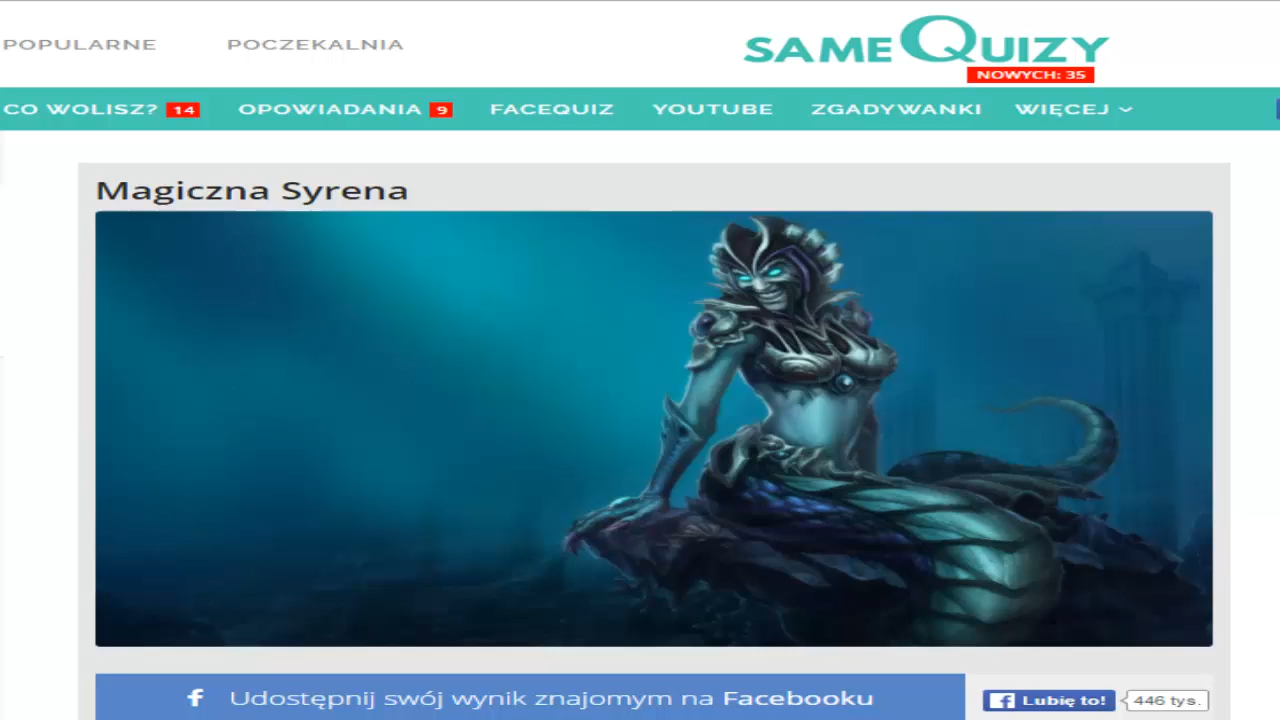 POPULARNE POCZEKALNIA SAMEQUIZY
NOWYCH: 35
CO WOLISZ? 14 OPOWIADANIA 9 FACEQUIZ YOUTUBE ZGADYWANKI WIĘCEJ
Magiczna Syrena
f Udostępnij swój wynik znajomym na Facebooku f Lubię to! 446 tys.